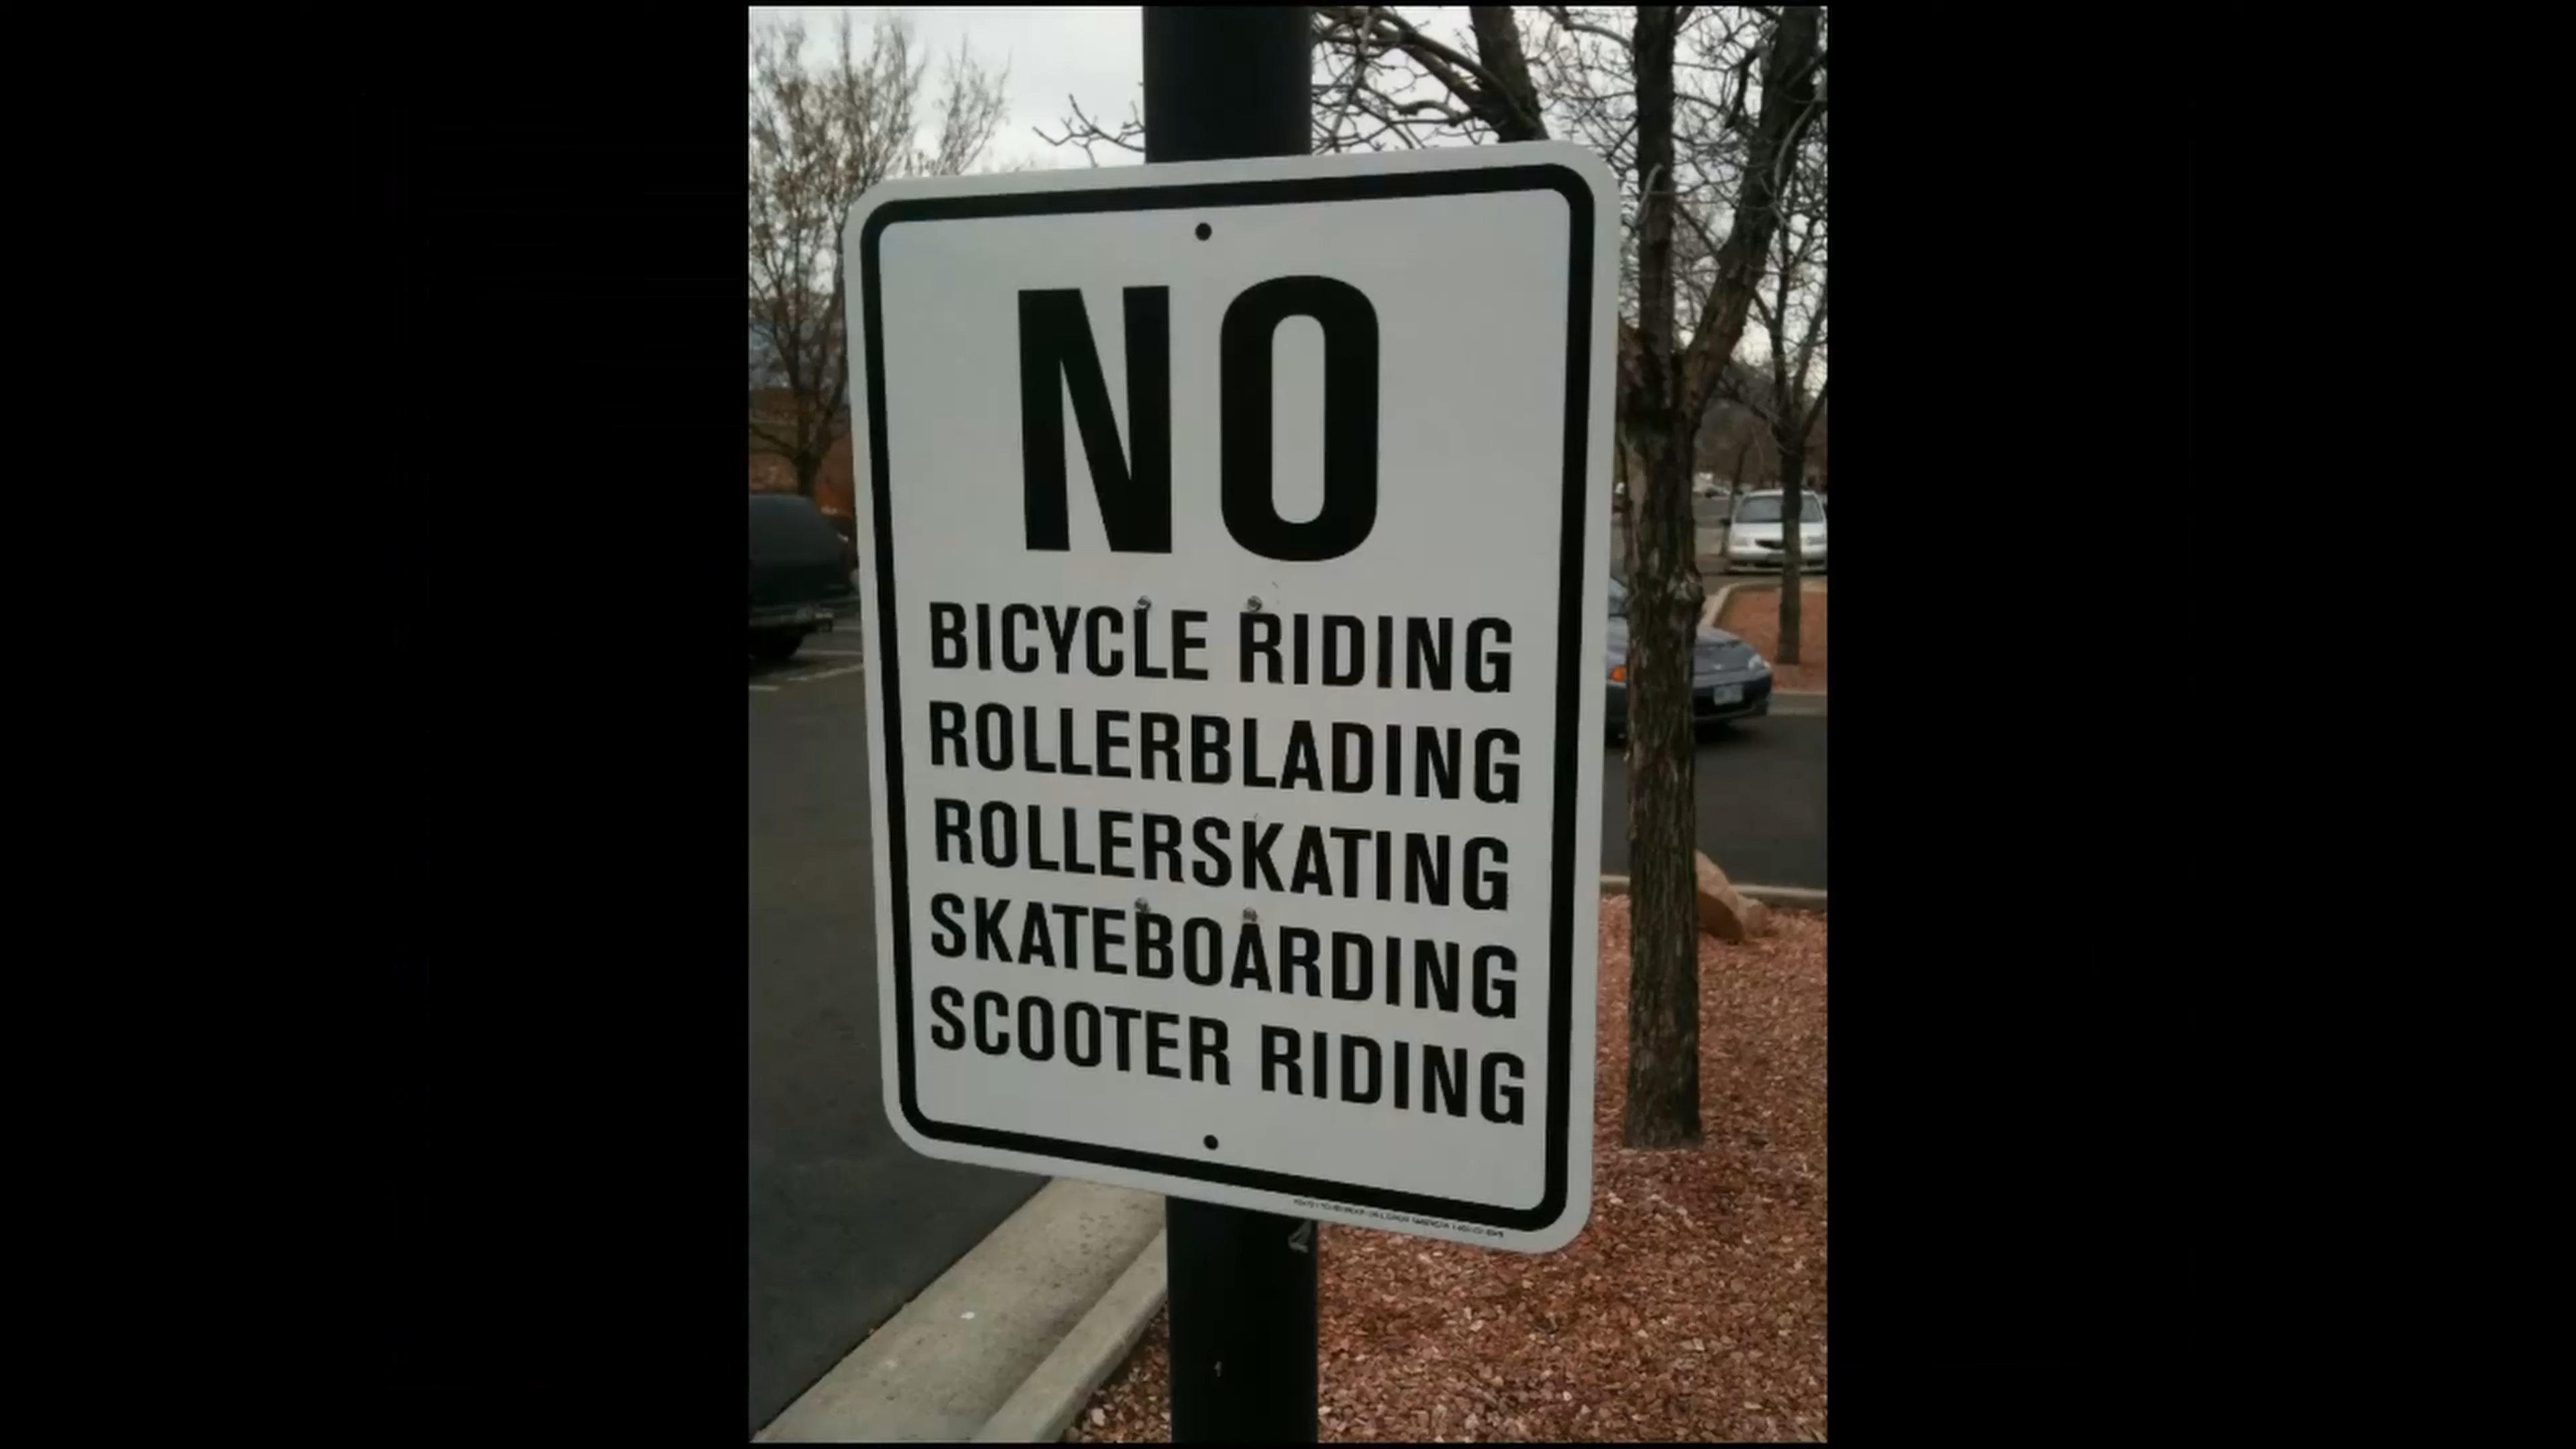 NO
BICYCLE RIDING
ROLLERBLADING
ROLLERSKATING
SKATEBOARDING
SCOOTER RIDING